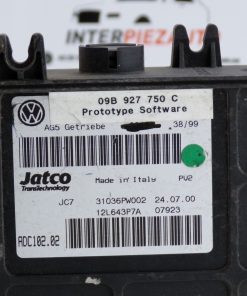 INTERPIEZAUTO
09B 927 750 C
Prototype Software
AG5 Getriebe 38/99
Jatco
TransTechnology
Made in Italy PV2
JC7 31036PW002 24.07.00
12L643P7A 07923
ADC102.02